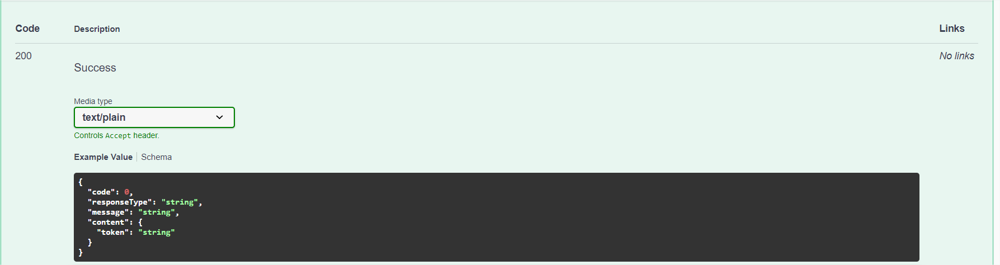 Code Description Links
200 No links
Success
Media type
text/plain
Controls Accept header.
Example Value Schema
{
  "code": 0,
  "responseType": "string",
  "message": "string",
  "content": {
    "token": "string"
  }
}